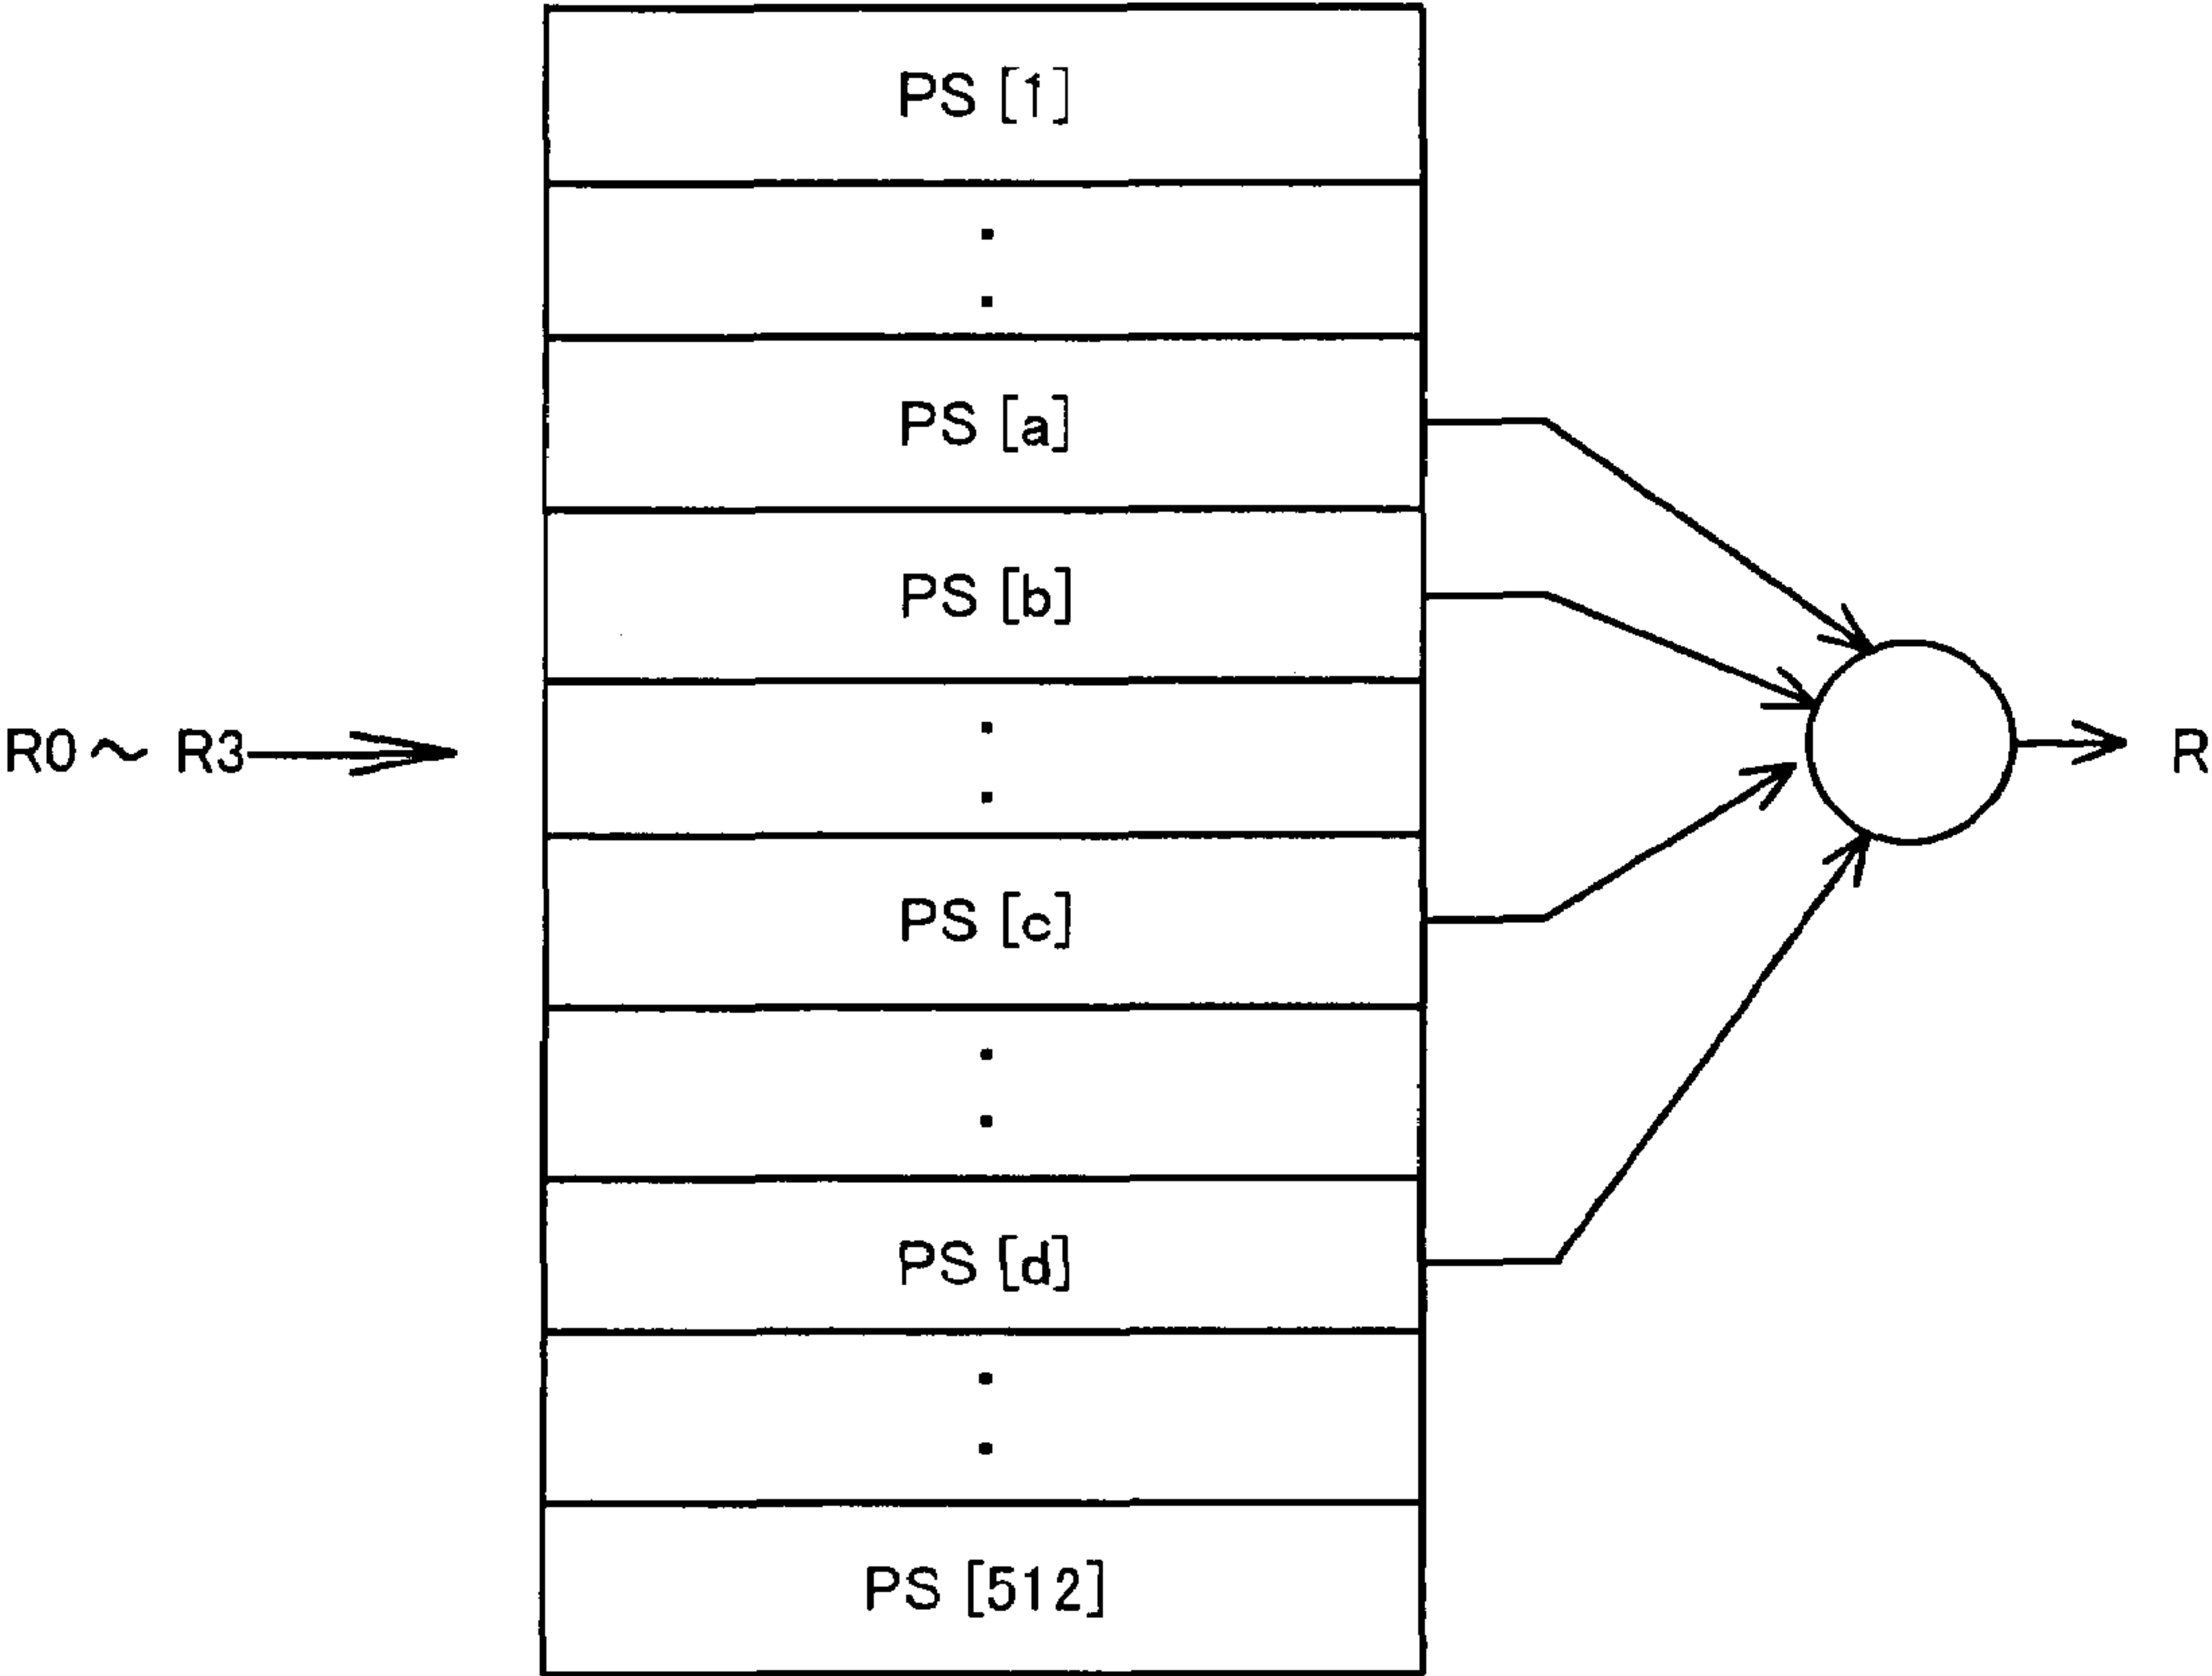 PS [1]
PS [a]
PS [b]
R0～ R3
R
PS [c]
PS [d]
PS [512]